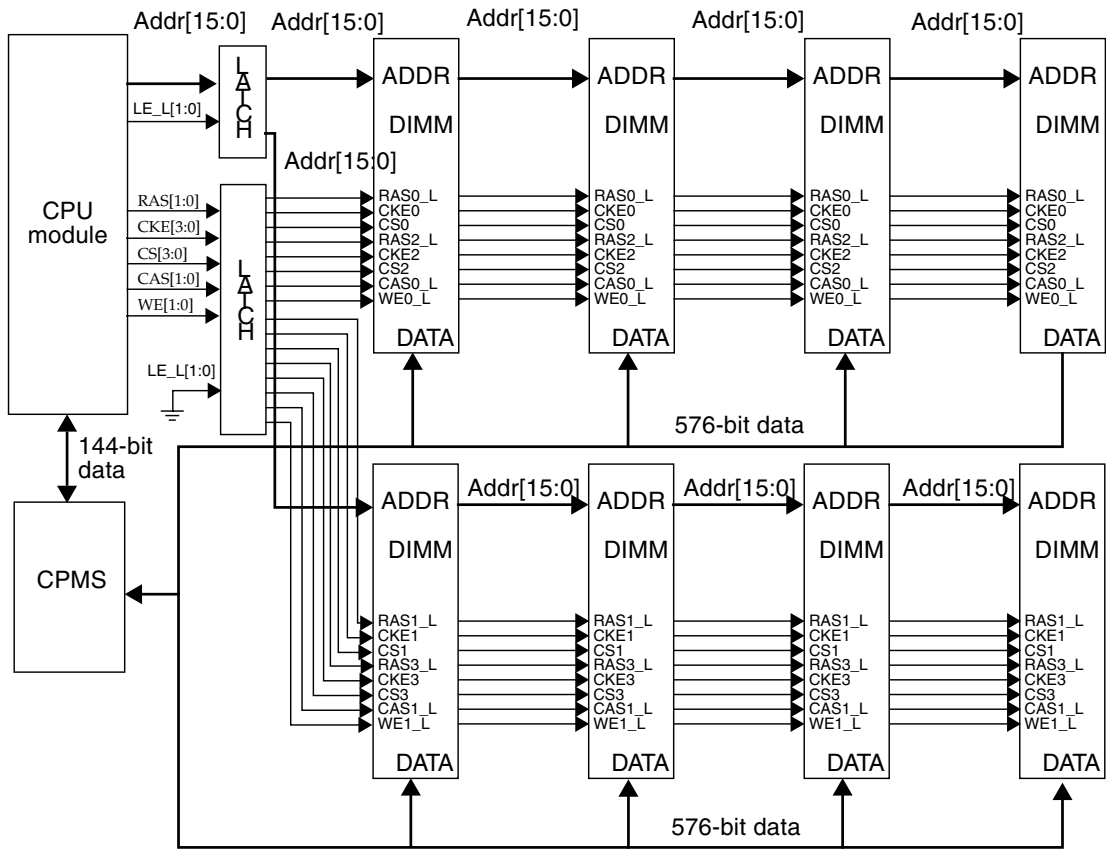 Addr[15:0]
Addr[15:0]
Addr[15:0]
Addr[15:0]
Addr[15:0]
CPU
module
LE_L[1:0]
LATCH
RAS[1:0]
CKE[3:0]
CS[3:0]
CAS[1:0]
WE[1:0]
LE_L[1:0]
LATCH
Addr[15:0]
ADDR
DIMM
RAS0_L
CKE0
CS0
RAS2_L
CKE2
CS2
CAS0_L
WE0_L
DATA
ADDR
DIMM
RAS0_L
CKE0
CS0
RAS2_L
CKE2
CS2
CAS0_L
WE0_L
DATA
ADDR
DIMM
RAS0_L
CKE0
CS0
RAS2_L
CKE2
CS2
CAS0_L
WE0_L
DATA
ADDR
DIMM
RAS0_L
CKE0
CS0
RAS2_L
CKE2
CS2
CAS0_L
WE0_L
DATA
576-bit data
144-bit
data
CPMS
Addr[15:0]
Addr[15:0]
Addr[15:0]
ADDR
DIMM
RAS1_L
CKE1
CS1
RAS3_L
CKE3
CS3
CAS1_L
WE1_L
DATA
ADDR
DIMM
RAS1_L
CKE1
CS1
RAS3_L
CKE3
CS3
CAS1_L
WE1_L
DATA
ADDR
DIMM
RAS1_L
CKE1
CS1
RAS3_L
CKE3
CS3
CAS1_L
WE1_L
DATA
ADDR
DIMM
RAS1_L
CKE1
CS1
RAS3_L
CKE3
CS3
CAS1_L
WE1_L
DATA
576-bit data